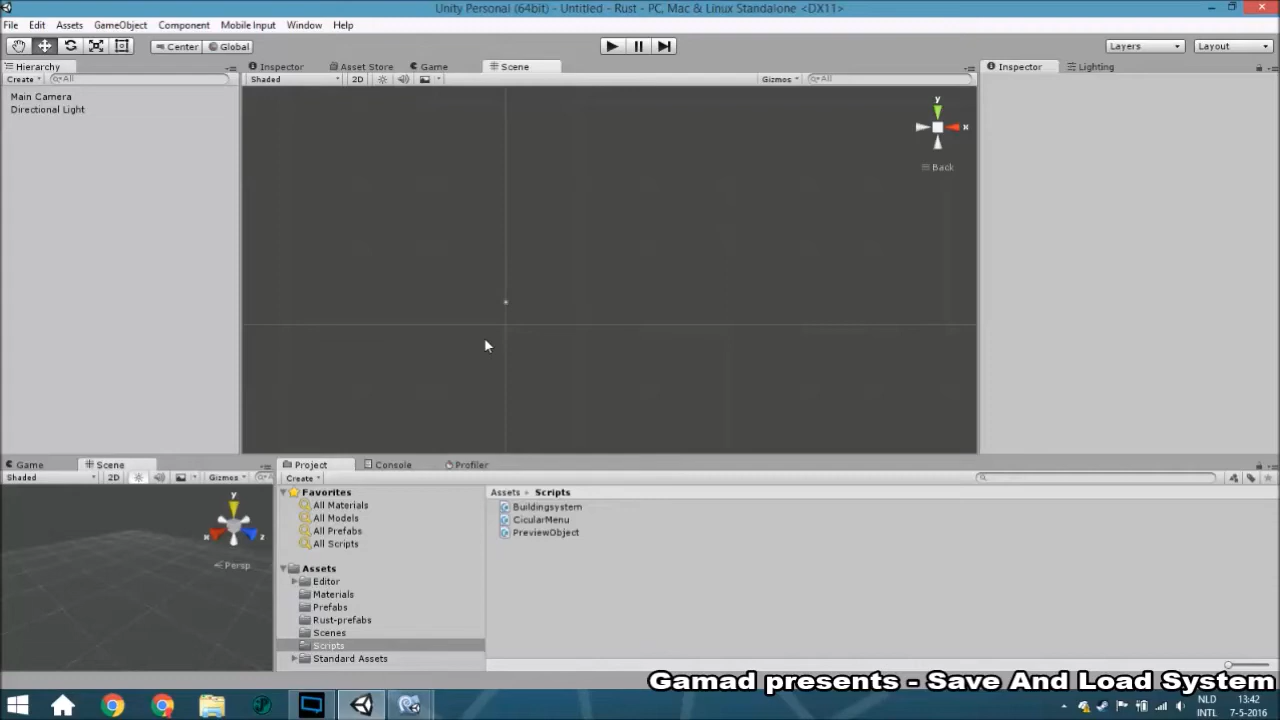 Unity Personal (64bit) - Untitled - Rust - PC, Mac & Linux Standalone <DX11>
File Edit Assets GameObject Component Mobile Input Window Help
Center Global Layers Layout
Hierarchy Inspector Asset Store Game Scene Inspector Lighting
Create All Shaded 2D Gizmos All
Main Camera
Directional Light
y
x
Back
Game Scene Project Console Profiler
Shaded 2D Gizmos Create
Favorites Assets Scripts
All Materials Buildingsystem
All Models CicularMenu
All Prefabs PreviewObject
All Scripts
y
x z
Persp
Assets
Editor
Materials
Prefabs
Rust-prefabs
Scenes
Scripts
Standard Assets
Gamad presents - Save And Load System
NLD 13:42
INTL 7-5-2016